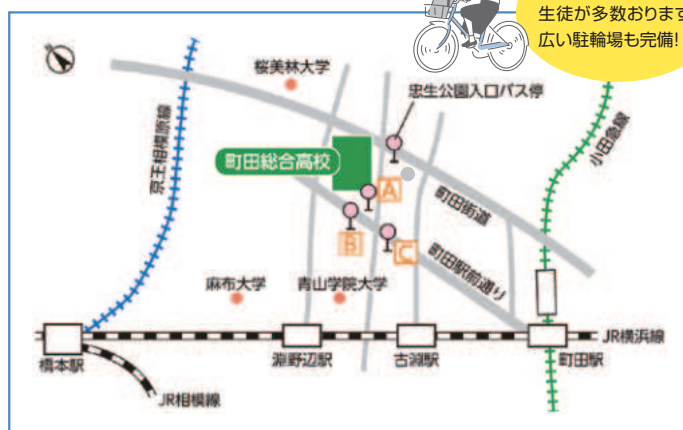 生徒が多数おります
広い駐輪場も完備!
桜美林大学
忠生公園入口バス停
京王相模原線
小田急線
町田総合高校
A
町田街道
B
C
町田駅前通り
麻布大学
青山学院大学
JR横浜線
橋本駅
淵野辺駅
古淵駅
町田駅
JR相模線